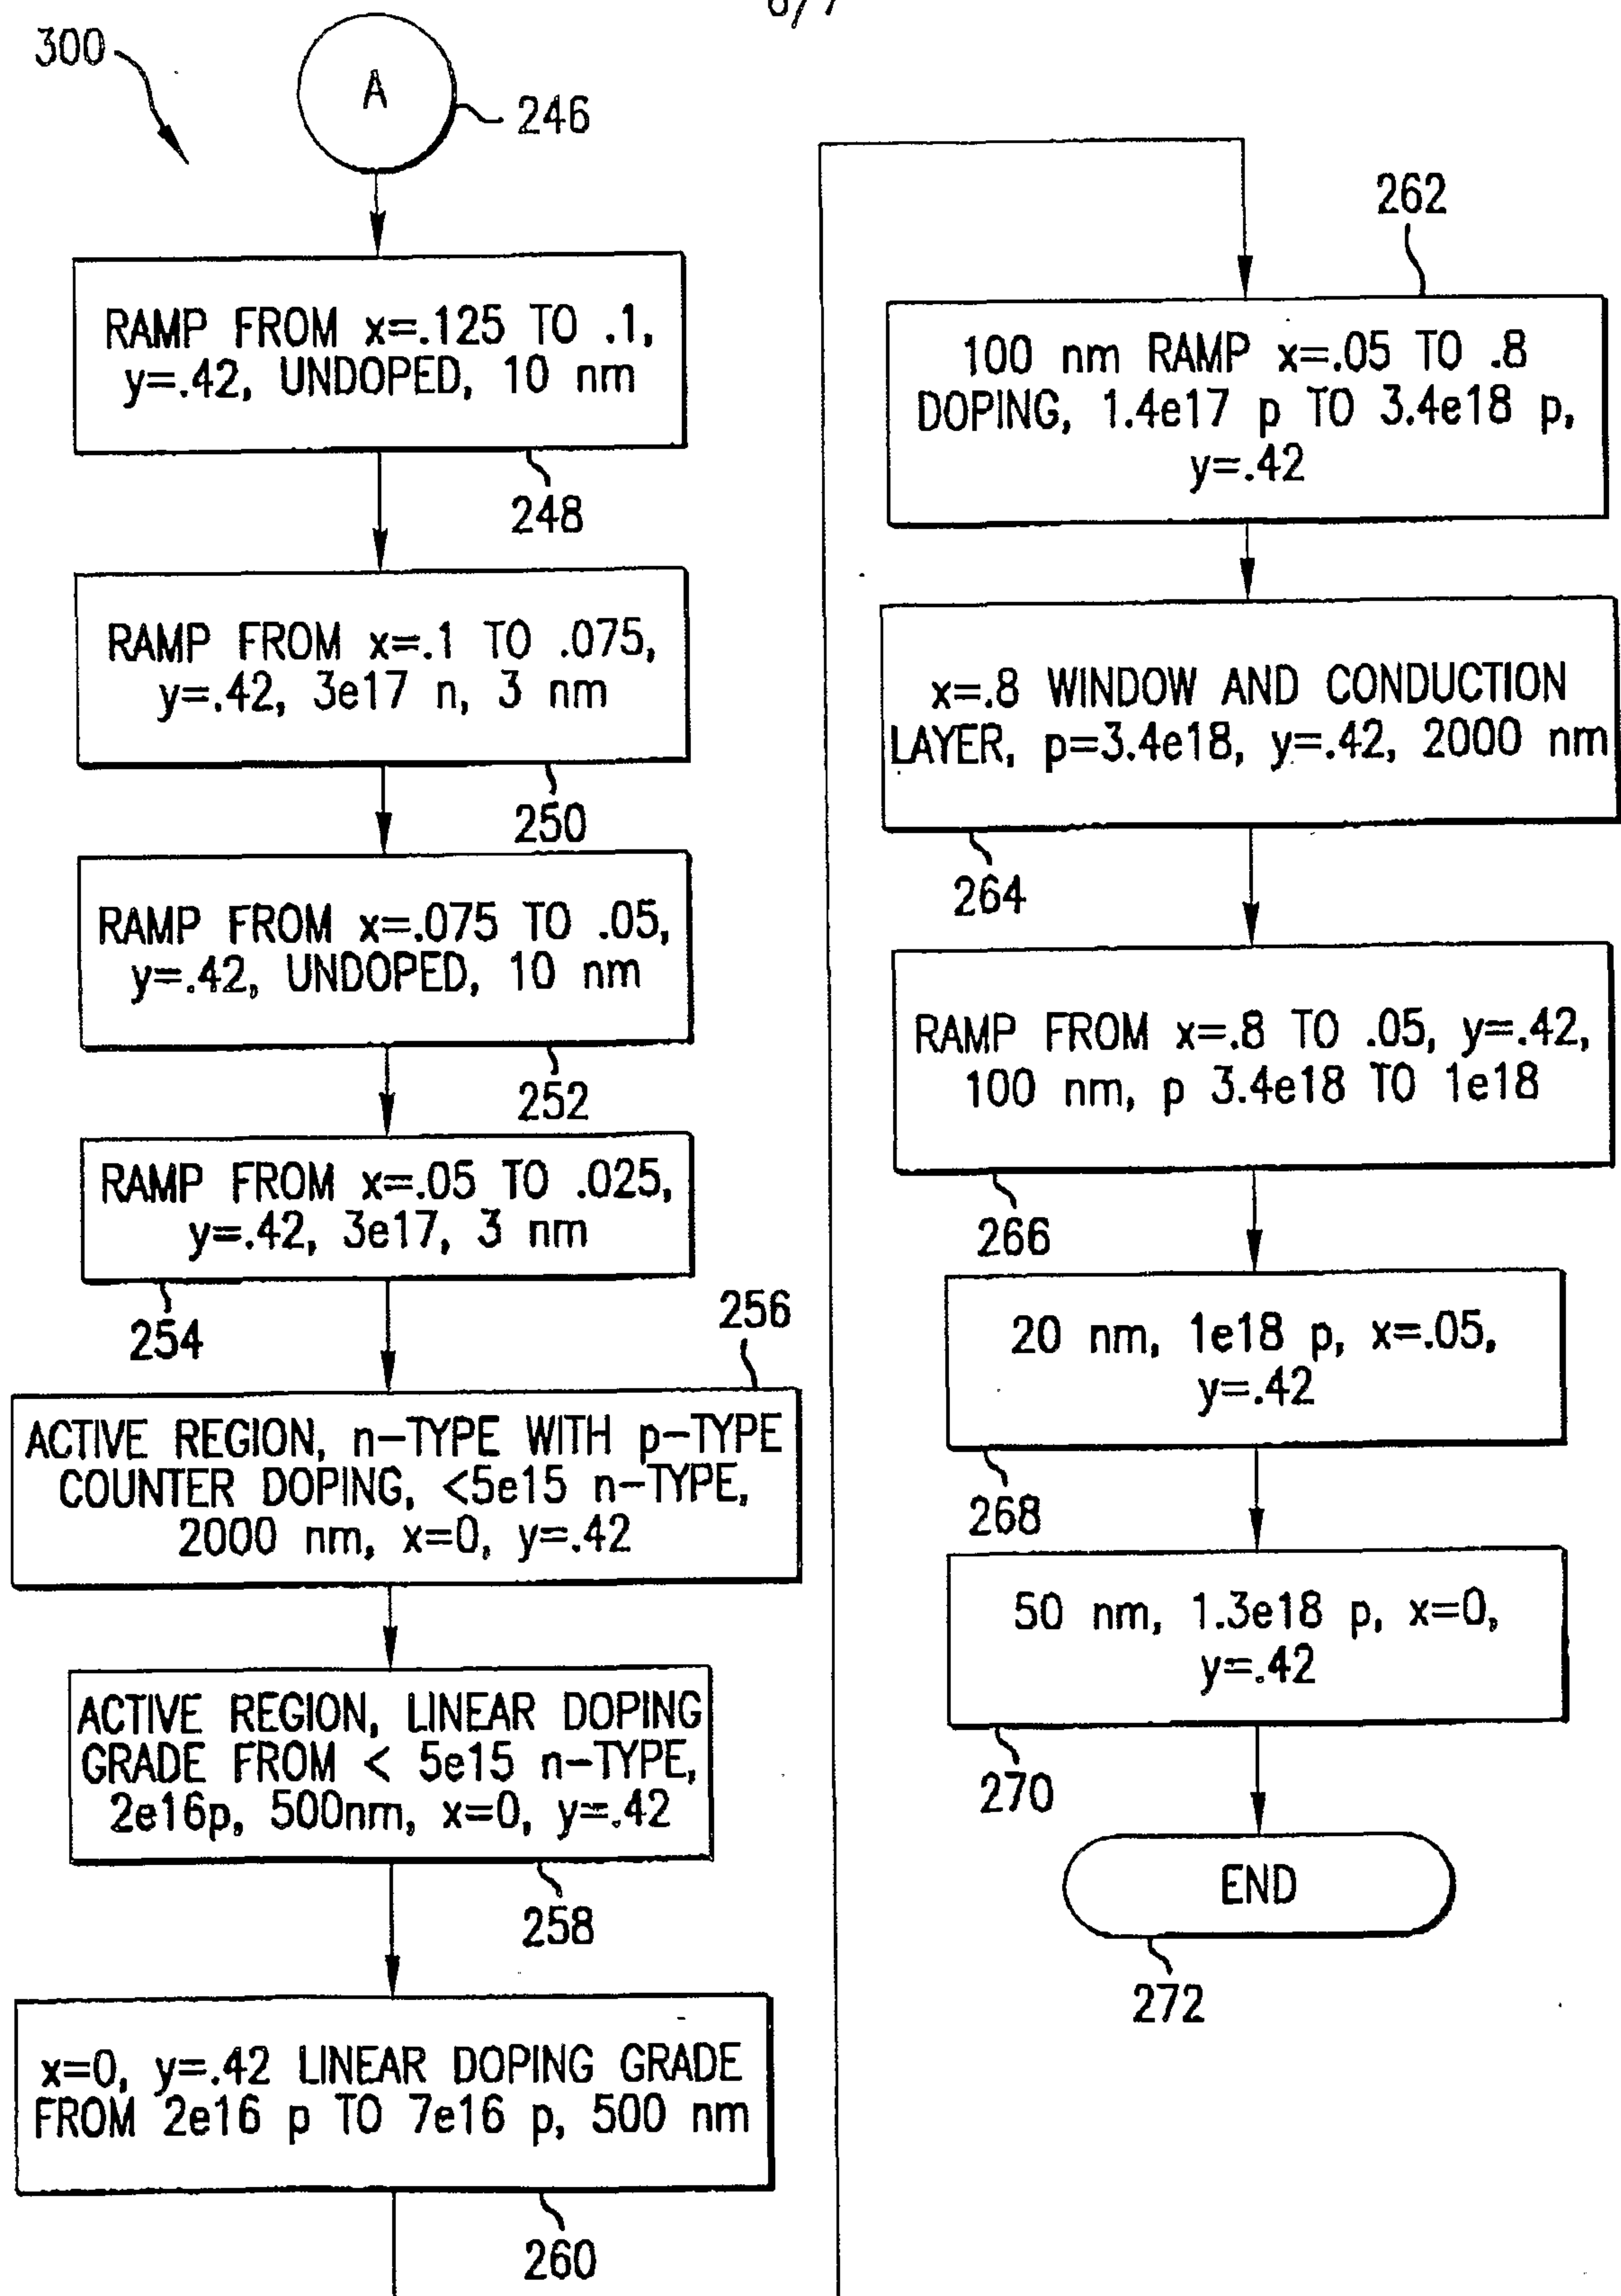 300
A
246
RAMP FROM x=.125 TO .1,
y=.42, UNDOPED, 10 nm
248
RAMP FROM x=.1 TO .075,
y=.42, 3e17 n, 3 nm
250
RAMP FROM x=.075 TO .05,
y=.42, UNDOPED, 10 nm
252
RAMP FROM x=.05 TO .025,
y=.42, 3e17, 3 nm
254
256
ACTIVE REGION, n-TYPE WITH p-TYPE
COUNTER DOPING, <5e15 n-TYPE,
2000 nm, x=0, y=.42
ACTIVE REGION, LINEAR DOPING
GRADE FROM < 5e15 n-TYPE,
2e16p, 500nm, x=0, y=.42
258
x=0, y=.42 LINEAR DOPING GRADE
FROM 2e16 p TO 7e16 p, 500 nm
260
262
100 nm RAMP x=.05 TO .8
DOPING, 1.4e17 p TO 3.4e18 p,
y=.42
x=.8 WINDOW AND CONDUCTION
LAYER, p=3.4e18, y=.42, 2000 nm
264
RAMP FROM x=.8 TO .05, y=.42,
100 nm, p 3.4e18 TO 1e18
266
20 nm, 1e18 p, x=.05,
y=.42
268
50 nm, 1.3e18 p, x=0,
y=.42
270
END
272